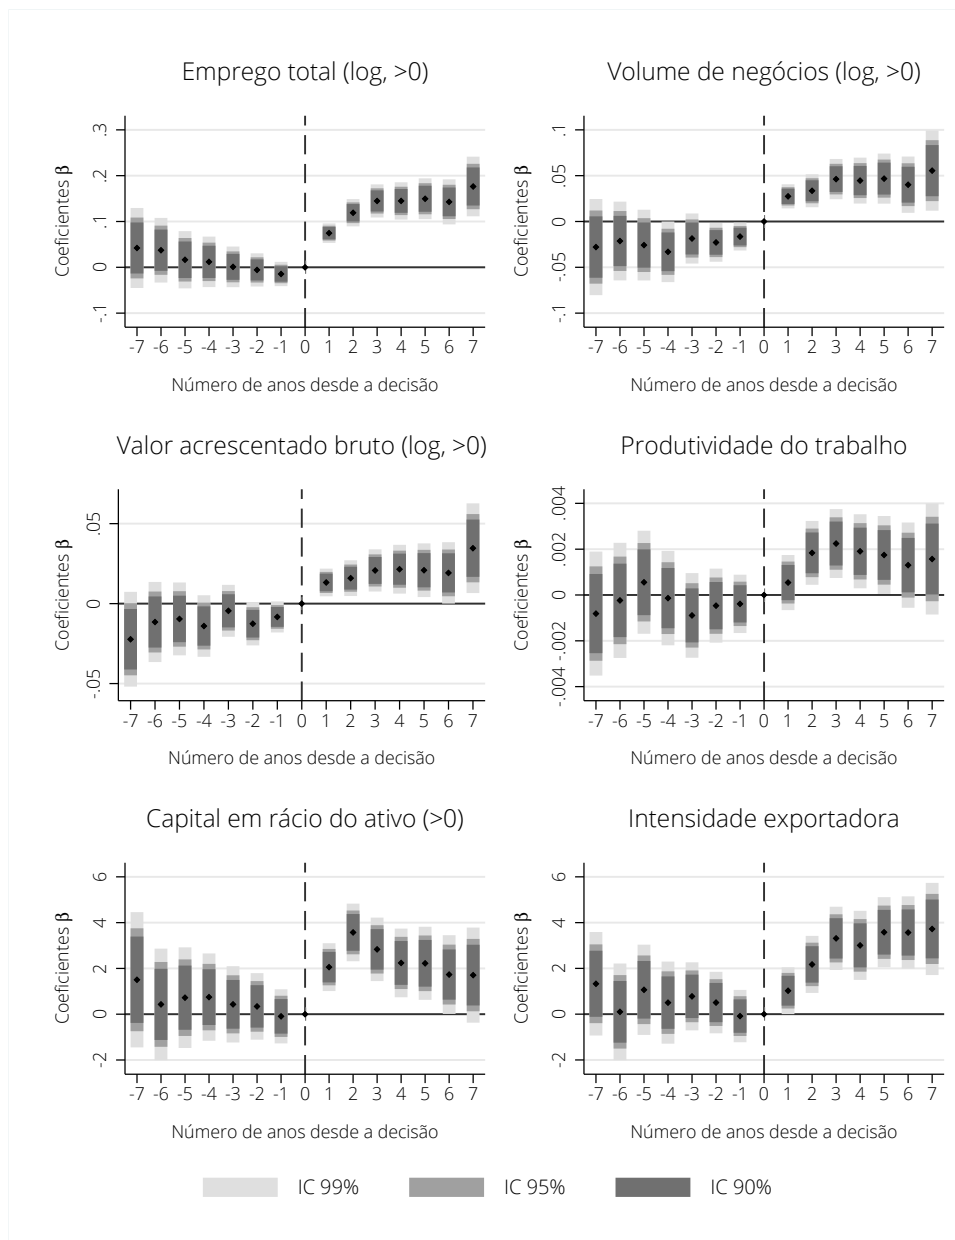 Emprego total (log, >0)
Coeficientes β
.3
.2
.1
0
-.1
-7 -6 -5 -4 -3 -2 -1 0 1 2 3 4 5 6 7
Número de anos desde a decisão
Volume de negócios (log, >0)
Coeficientes β
.1
.05
0
-.05
-.1
-7 -6 -5 -4 -3 -2 -1 0 1 2 3 4 5 6 7
Número de anos desde a decisão
Valor acrescentado bruto (log, >0)
Coeficientes β
.05
0
-.05
-7 -6 -5 -4 -3 -2 -1 0 1 2 3 4 5 6 7
Número de anos desde a decisão
Produtividade do trabalho
Coeficientes β
.004
.002
0
-.002
-.004
-7 -6 -5 -4 -3 -2 -1 0 1 2 3 4 5 6 7
Número de anos desde a decisão
Capital em rácio do ativo (>0)
Coeficientes β
6
4
2
0
-2
-7 -6 -5 -4 -3 -2 -1 0 1 2 3 4 5 6 7
Número de anos desde a decisão
Intensidade exportadora
Coeficientes β
6
4
2
0
-2
-7 -6 -5 -4 -3 -2 -1 0 1 2 3 4 5 6 7
Número de anos desde a decisão
IC 99% IC 95% IC 90%